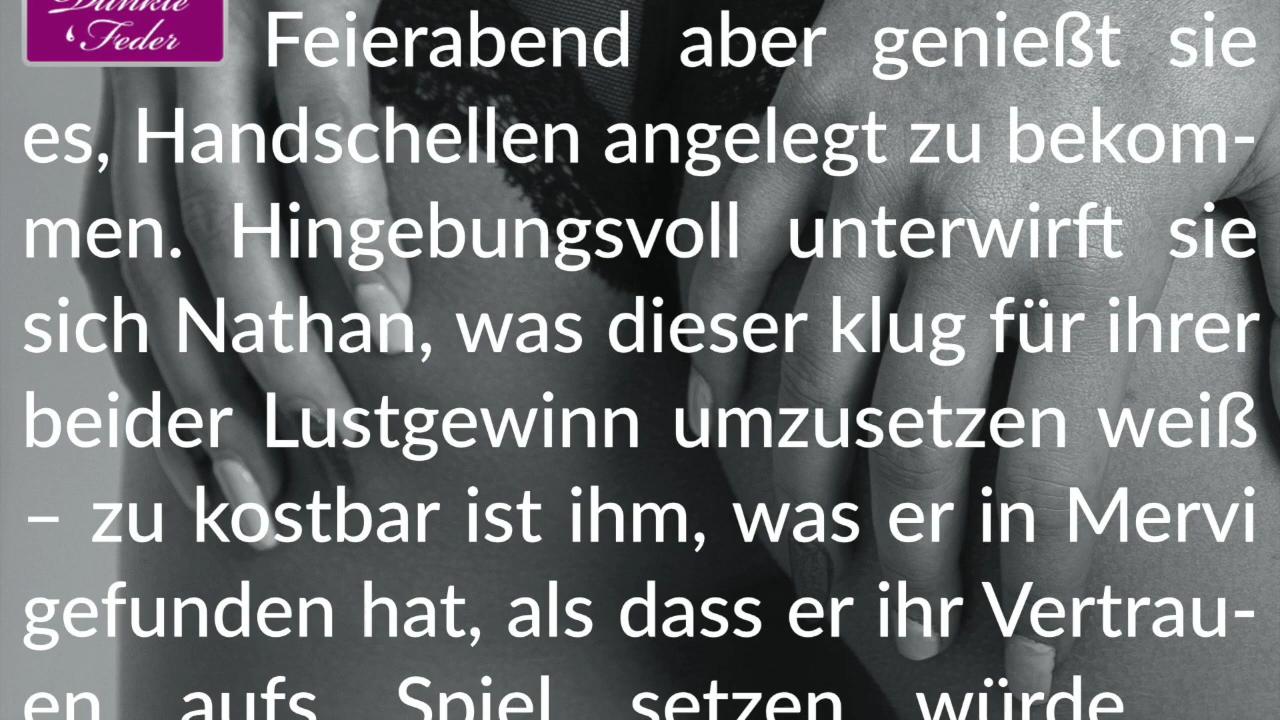 Dunkle
Feder
Feierabend aber genießt sie
es, Handschellen angelegt zu bekom-
men. Hingebungsvoll unterwirft sie
sich Nathan, was dieser klug für ihrer
beider Lustgewinn umzusetzen weiß
– zu kostbar ist ihm, was er in Mervi
gefunden hat, als dass er ihr Vertrau-
en aufs Spiel setzen würde